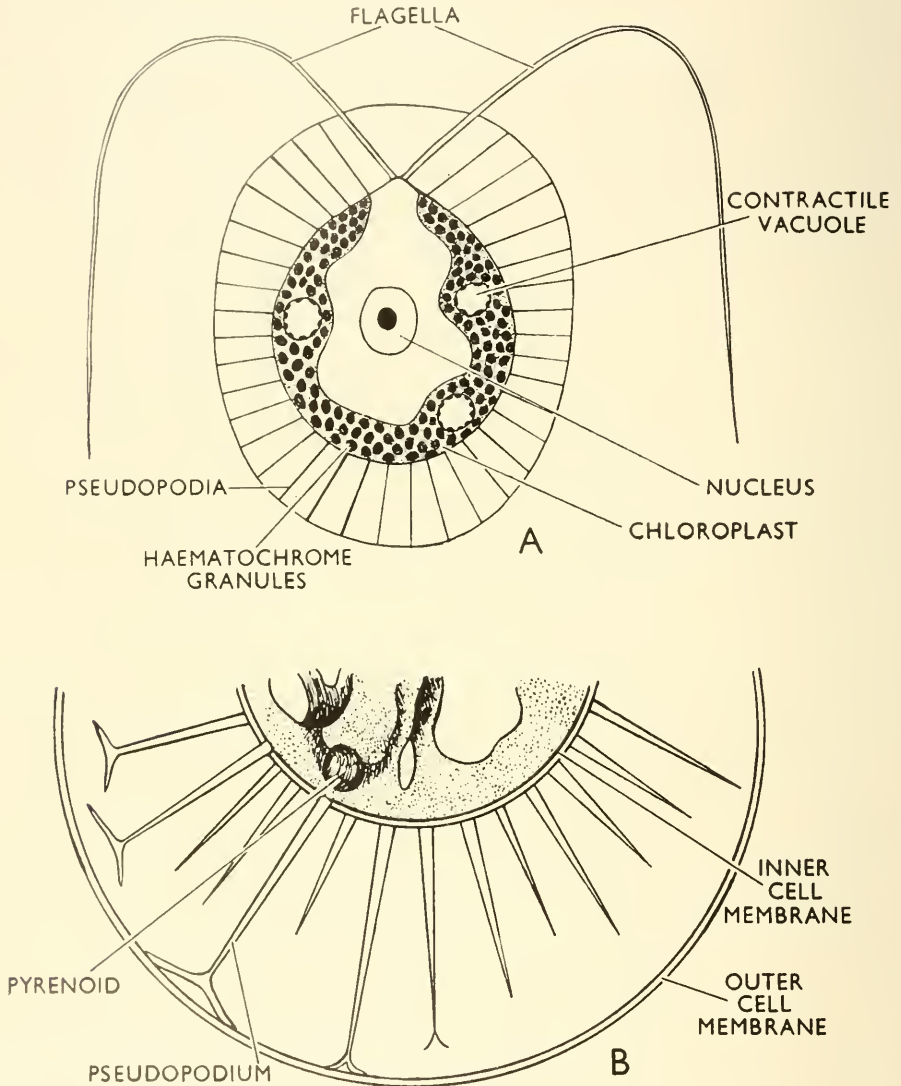 FLAGELLA
CONTRACTILE
VACUOLE
PSEUDOPODIA
NUCLEUS
CHLOROPLAST
A
HAEMATOCHROME
GRANULES
INNER
CELL
MEMBRANE
PYRENOID
OUTER
CELL
MEMBRANE
B
PSEUDOPODIUM